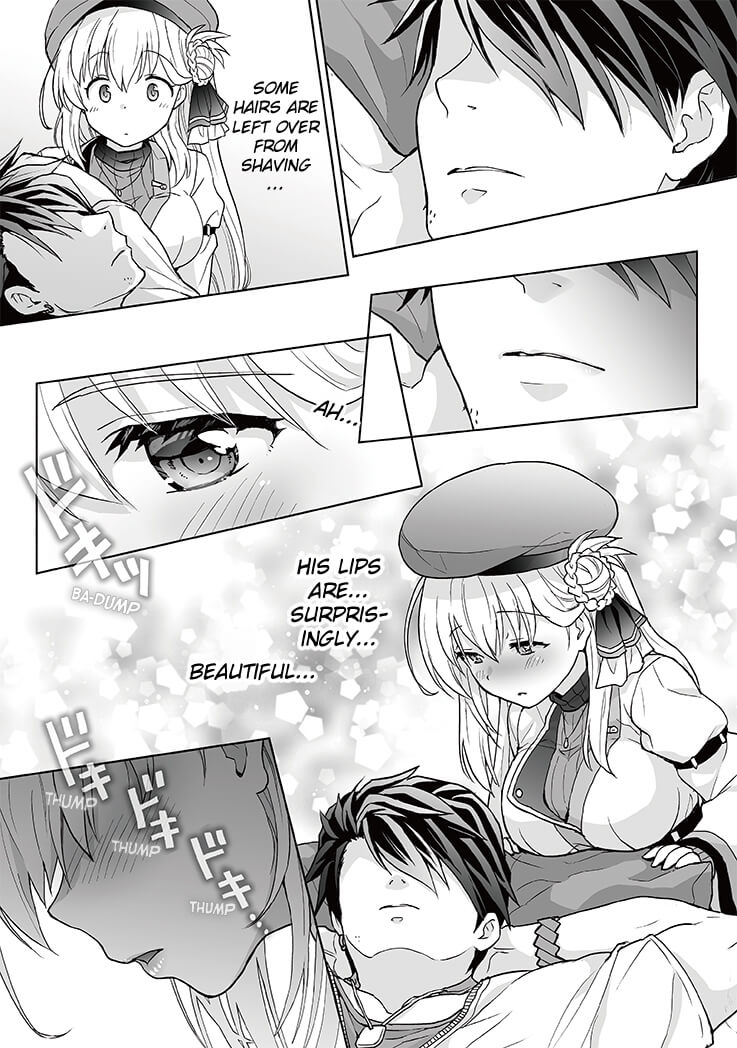 SOME
HAIRS ARE
LEFT OVER
FROM
SHAVING
...
AH...
ドキッ
BA-DUMP
HIS LIPS
ARE...
SURPRIS-
INGLY...
BEAUTIFUL...
ドキ
THUMP
ドキ
THUMP
ドキ...
THUMP